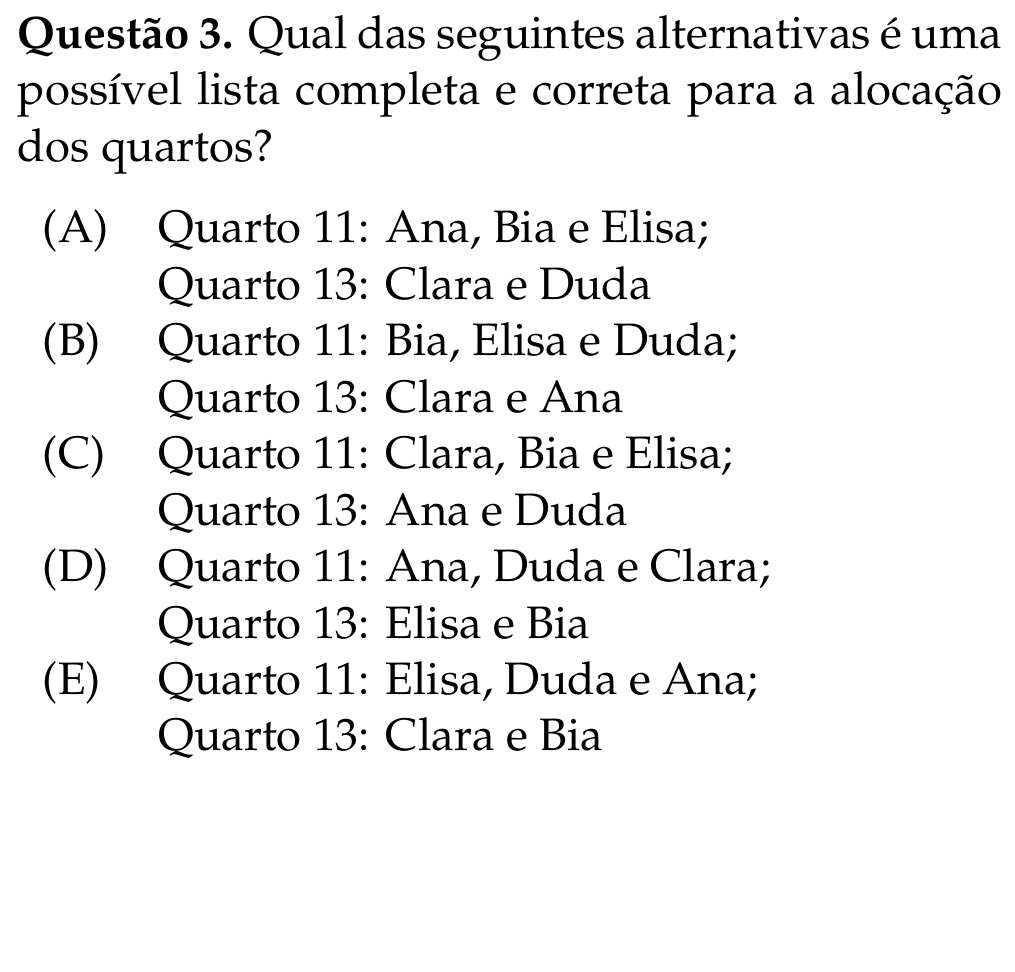 Questão 3. Qual das seguintes alternativas é uma
possível lista completa e correta para a alocação
dos quartos?
(A) Quarto 11: Ana, Bia e Elisa;
Quarto 13: Clara e Duda
(B) Quarto 11: Bia, Elisa e Duda;
Quarto 13: Clara e Ana
(C) Quarto 11: Clara, Bia e Elisa;
Quarto 13: Ana e Duda
(D) Quarto 11: Ana, Duda e Clara;
Quarto 13: Elisa e Bia
(E) Quarto 11: Elisa, Duda e Ana;
Quarto 13: Clara e Bia